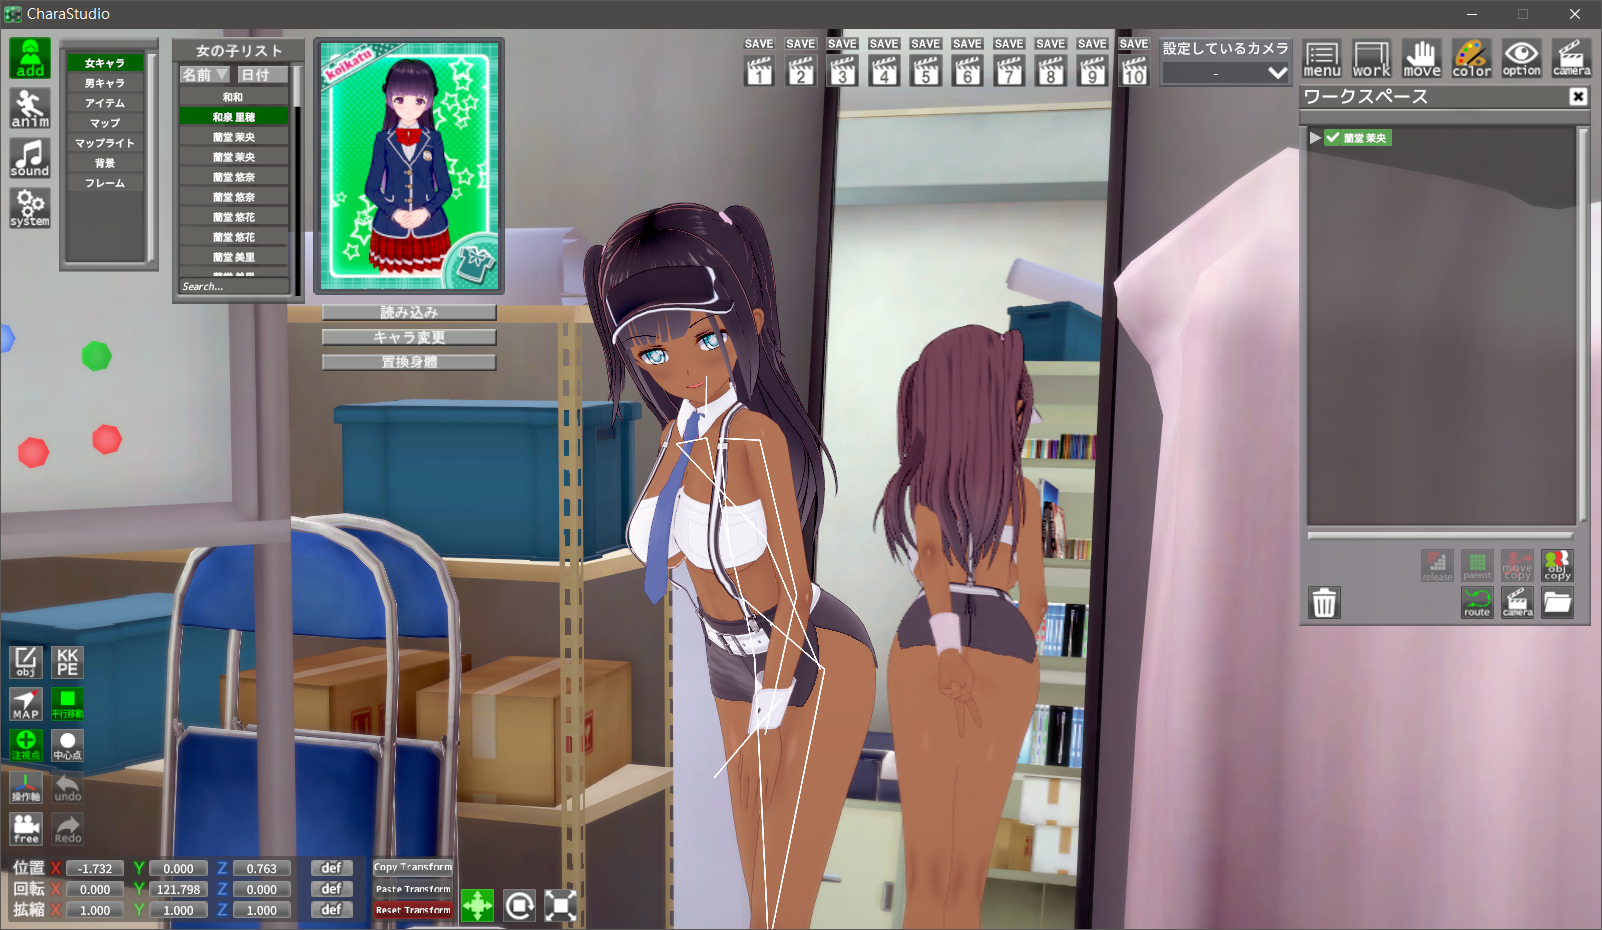 CharaStudio
add
anim
sound
system
女キャラ
男キャラ
アイテム
マップ
マップライト
背景
フレーム
女の子リスト
名前
日付
和和
和泉 里穂
蘭堂 茉央
蘭堂 茉央
蘭堂 悠奈
蘭堂 悠奈
蘭堂 悠花
蘭堂 悠花
蘭堂 美里
Search...
koikatu
読み込み
キャラ変更
置換身體
SAVE SAVE SAVE SAVE SAVE SAVE SAVE SAVE SAVE SAVE
1 2 3 4 5 6 7 8 9 10
設定しているカメラ
-
menu work move color option camera
ワークスペース
蘭堂 茉央
release parent move copy obj copy
route camera
obj
KK PE
MAP
平行移動
注視点
中心点
操作軸
undo
free
Redo
位置 X -1.732 Y 0.000 Z 0.763 def Copy Transform
回転 X 0.000 Y 121.798 Z 0.000 def Paste Transform
拡縮 X 1.000 Y 1.000 Z 1.000 def Reset Transform